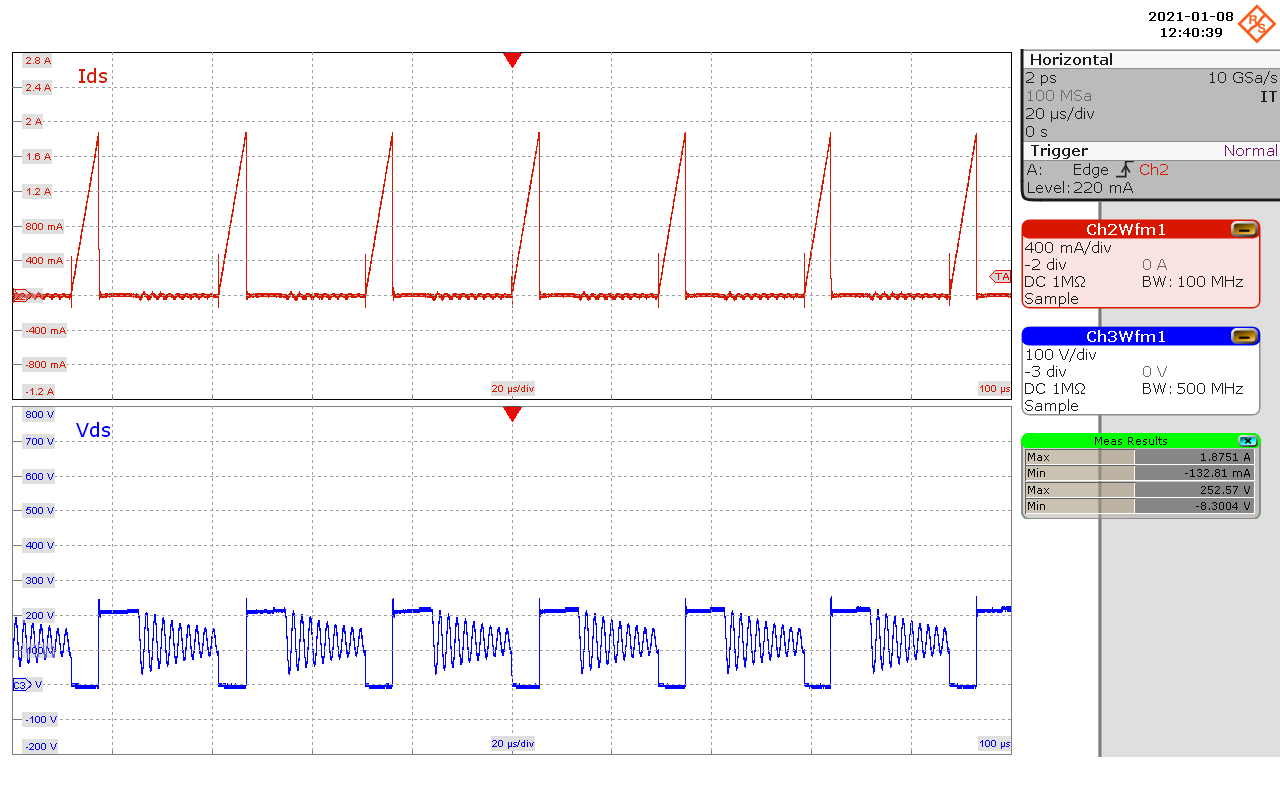 2021-01-08
12:40:39
R&S
2.8 A
Ids
2.4 A
2 A
1.6 A
1.2 A
800 mA
400 mA
A
TA
-400 mA
-800 mA
-1.2 A
20 µs/div
100 µs
800 V
Vds
700 V
600 V
500 V
400 V
300 V
200 V
100 V
C3 V
-100 V
-200 V
20 µs/div
100 µs
Horizontal
2 ps 10 GSa/s
100 MSa IT
20 µs/div
0 s
Trigger Normal
A: Edge Ch2
Level: 220 mA
Ch2Wfm1
400 mA/div
-2 div 0 A
DC 1MΩ BW: 100 MHz
Sample
Ch3Wfm1
100 V/div
-3 div 0 V
DC 1MΩ BW: 500 MHz
Sample
Meas Results
Max 1.8751 A
Min -132.81 mA
Max 252.57 V
Min -8.3004 V